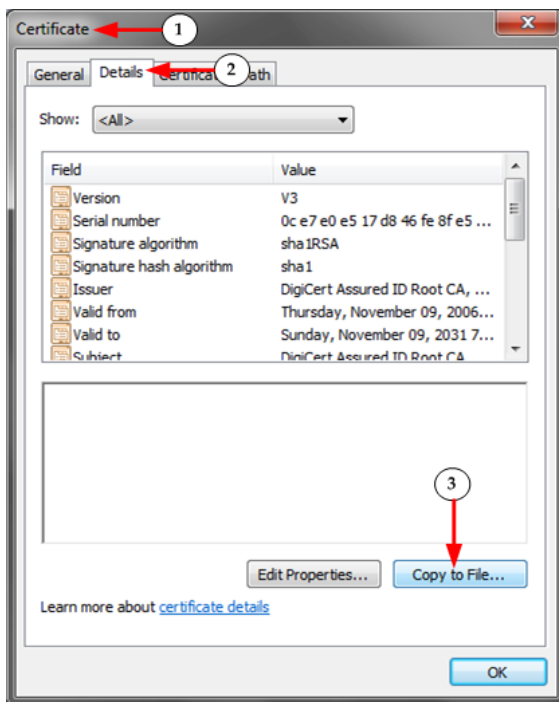 Certificate 1
General Details Certification Path 2
Show: <All>
Field Value
Version V3
Serial number 0c e7 e0 e5 17 d8 46 fe 8f e5 ...
Signature algorithm sha1RSA
Signature hash algorithm sha1
Issuer DigiCert Assured ID Root CA, ...
Valid from Thursday, November 09, 2006...
Valid to Sunday, November 09, 2031 7...
Subject DigiCert Assured ID Root CA
3
Edit Properties... Copy to File...
Learn more about certificate details
OK